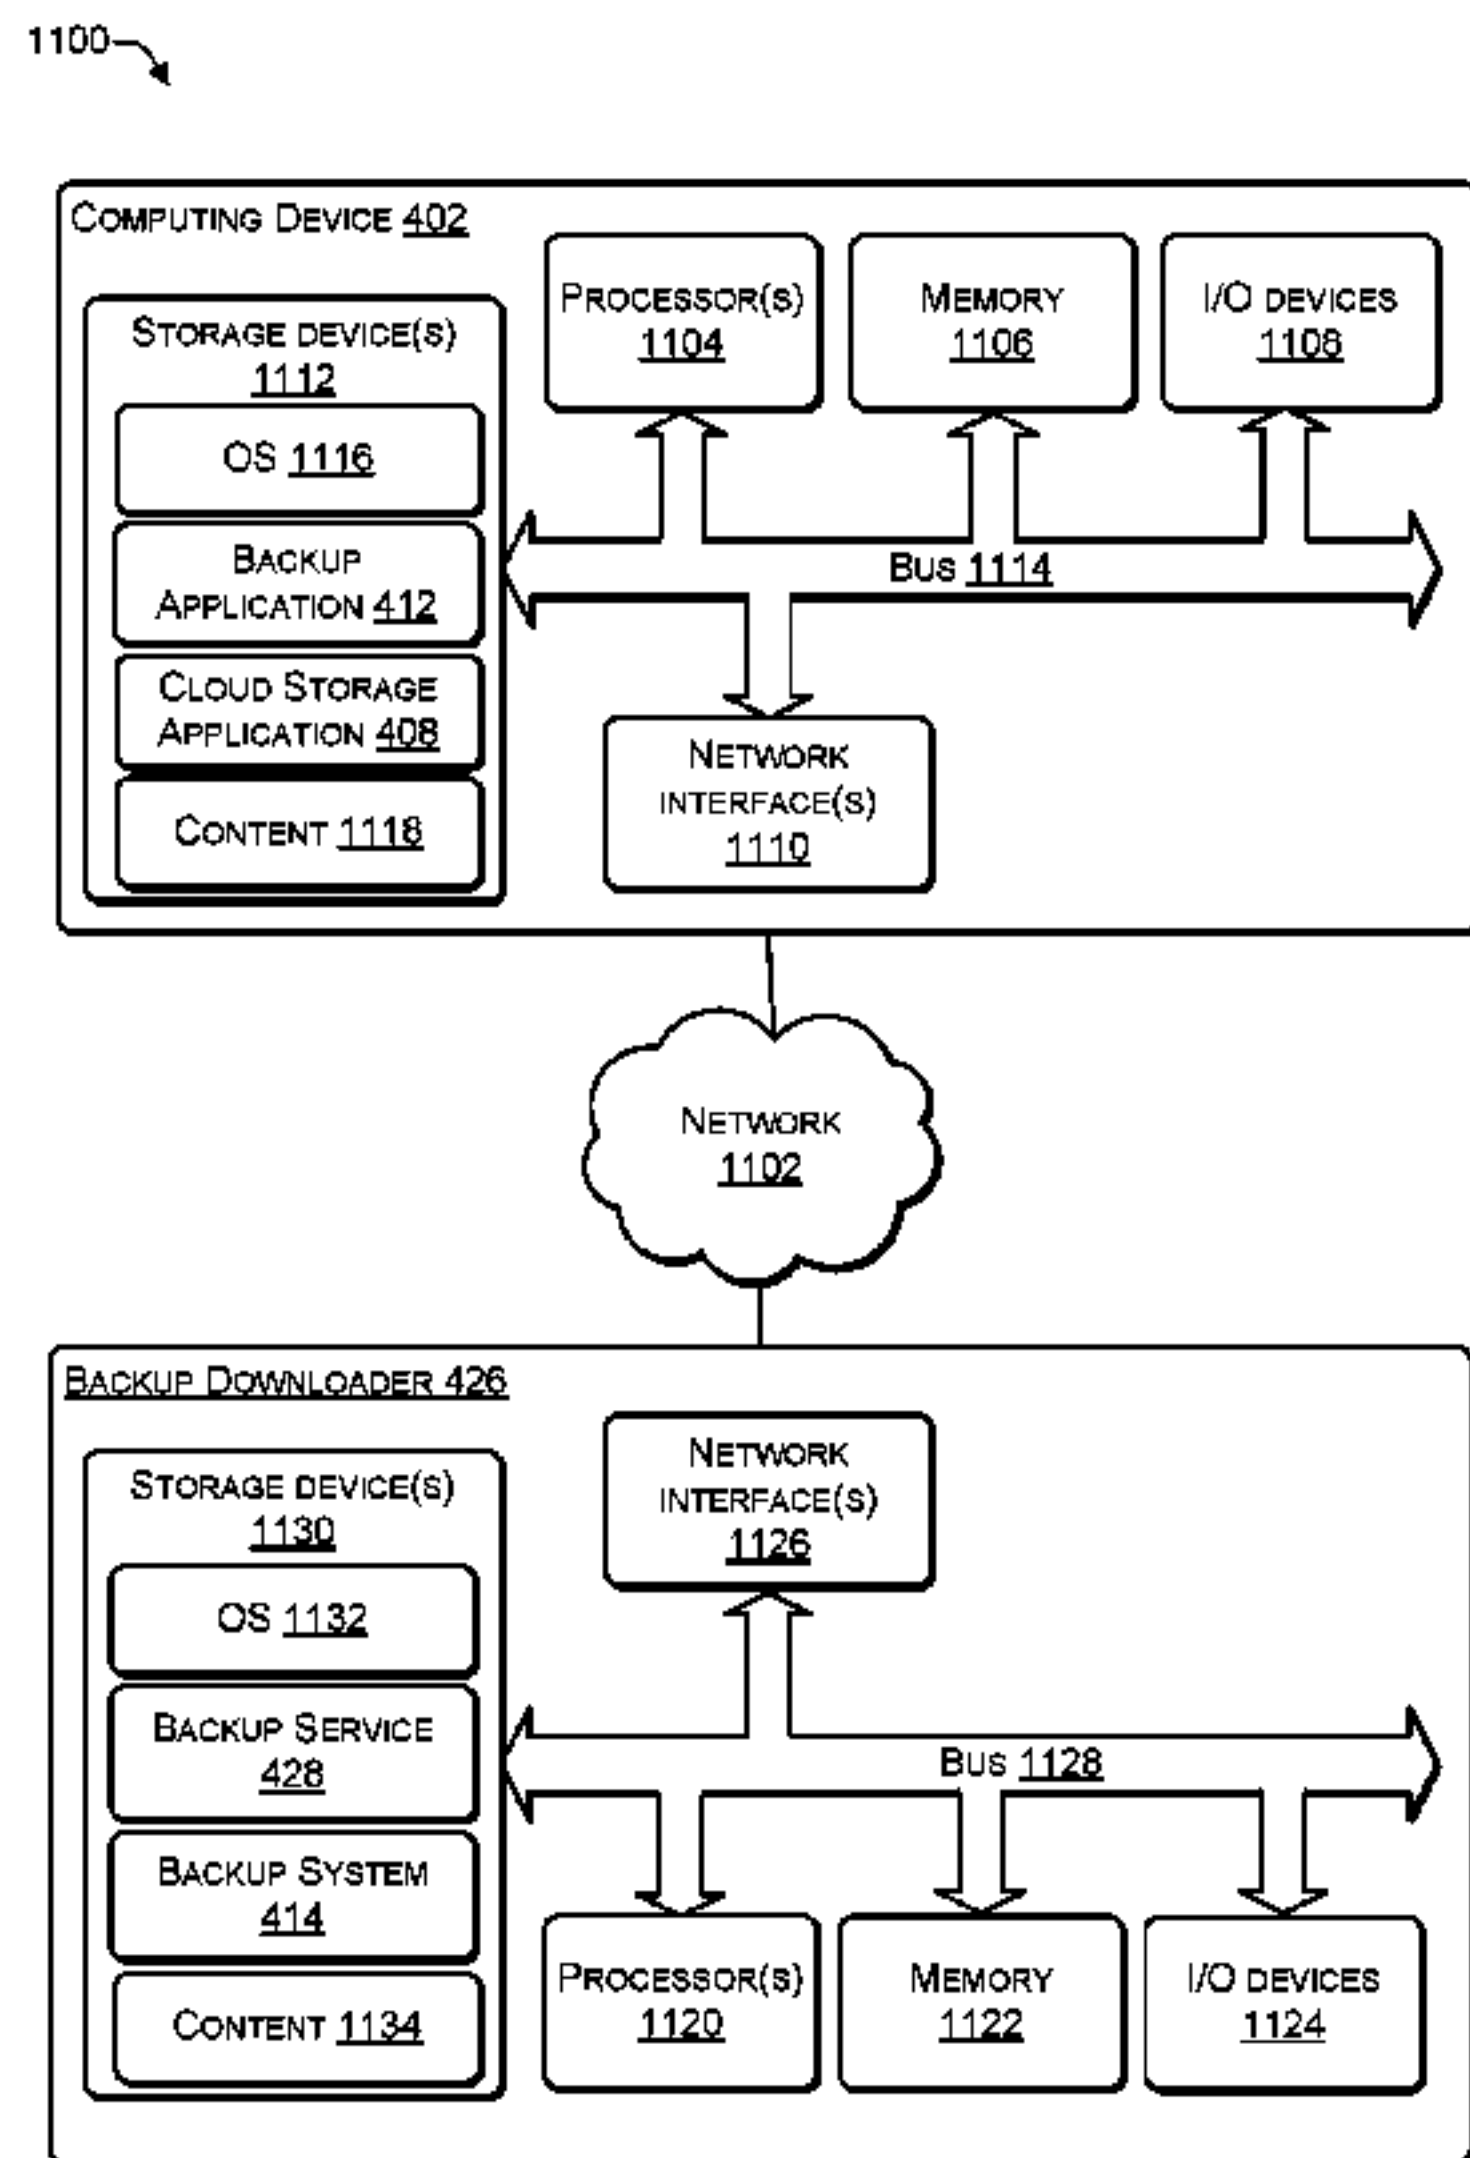 1100
COMPUTING DEVICE 402
STORAGE DEVICE(S)
1112
OS 1116
BACKUP
APPLICATION 412
CLOUD STORAGE
APPLICATION 408
CONTENT 1118
PROCESSOR(S)
1104
MEMORY
1106
I/O DEVICES
1108
BUS 1114
NETWORK
INTERFACE(S)
1110
NETWORK
1102
BACKUP DOWNLOADER 426
STORAGE DEVICE(S)
1130
OS 1132
BACKUP SERVICE
428
BACKUP SYSTEM
414
CONTENT 1134
NETWORK
INTERFACE(S)
1126
BUS 1128
PROCESSOR(S)
1120
MEMORY
1122
I/O DEVICES
1124